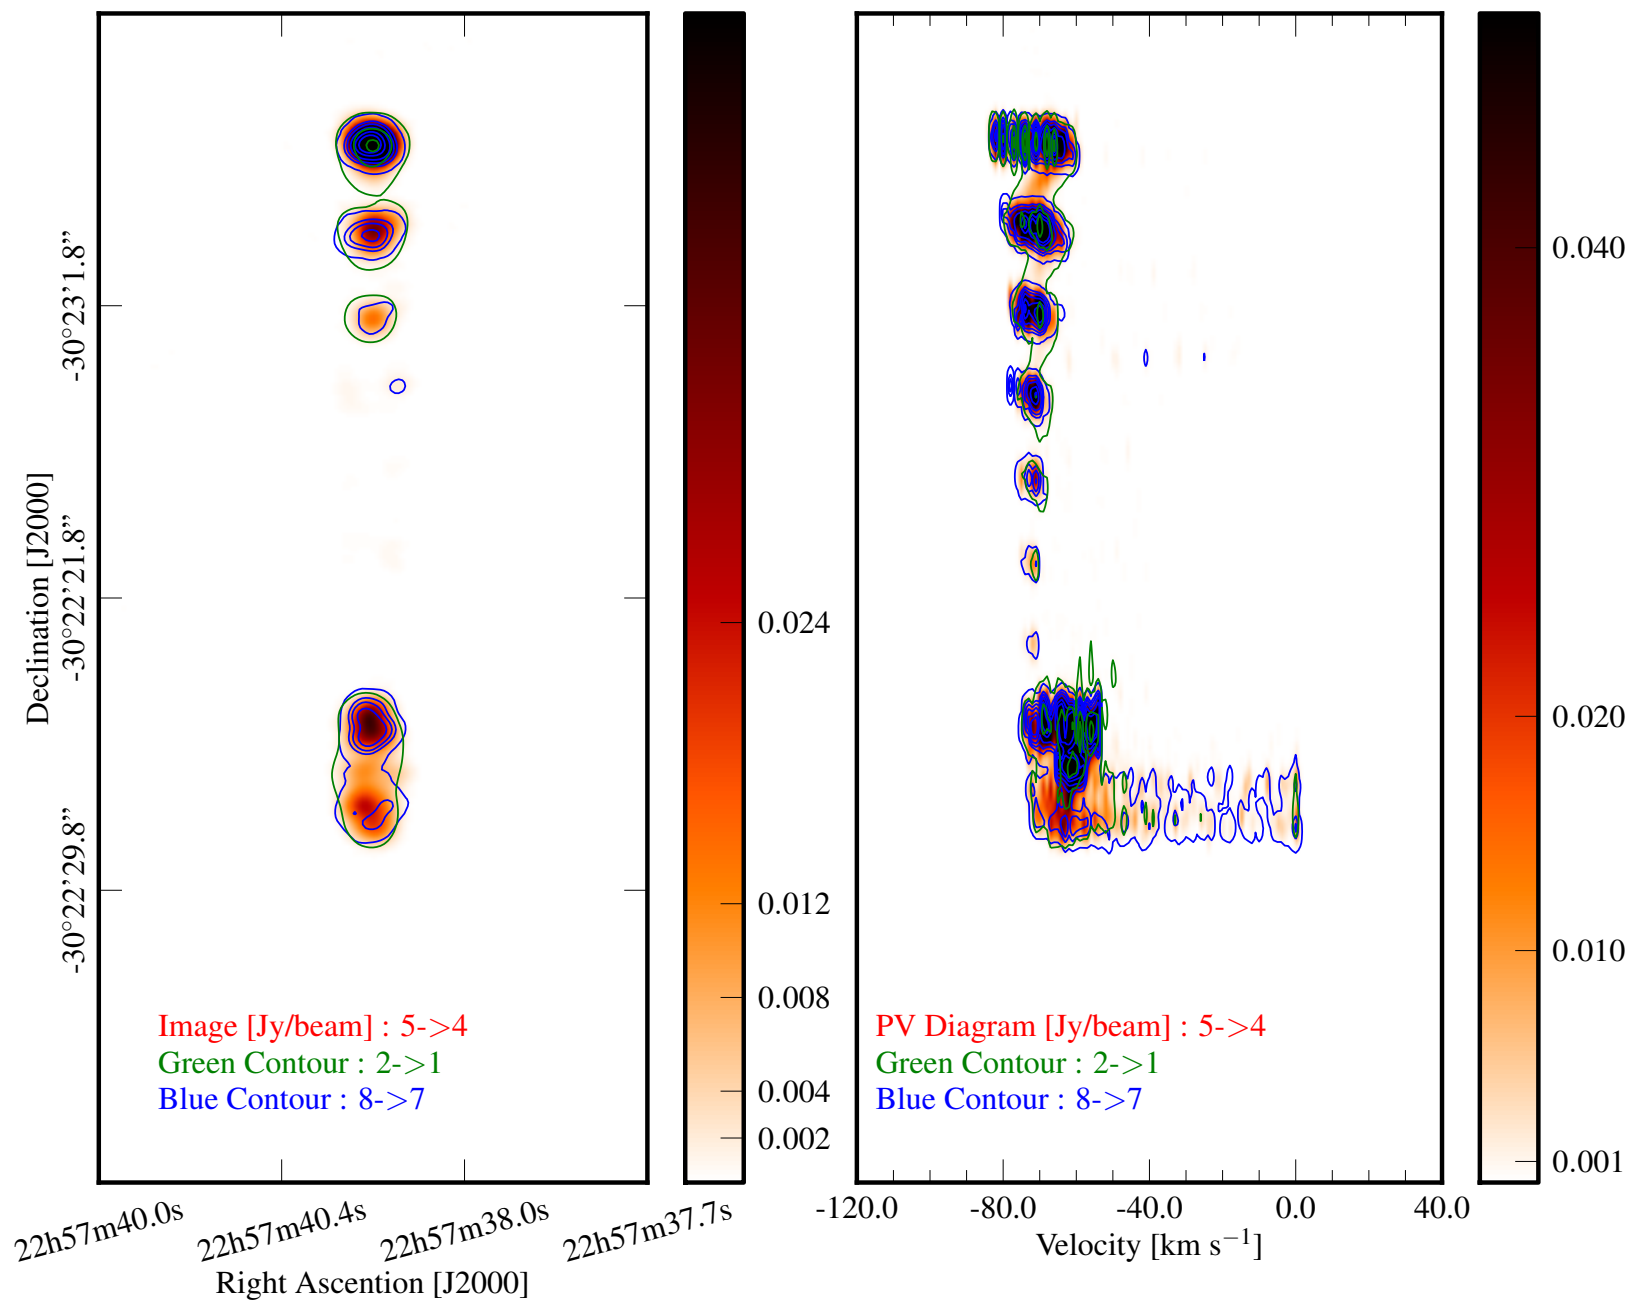 Declination [J2000]
-30°23’1.8”
-30°22’21.8”
-30°22’29.8”
Image [Jy/beam] : 5->4
Green Contour : 2->1
Blue Contour : 8->7
22h57m40.0s
22h57m40.4s
22h57m38.0s
22h57m37.7s
Right Ascention [J2000]
0.024
0.012
0.008
0.004
0.002
PV Diagram [Jy/beam] : 5->4
Green Contour : 2->1
Blue Contour : 8->7
-120.0
-80.0
-40.0
0.0
40.0
Velocity [km s−1]
0.040
0.020
0.010
0.001